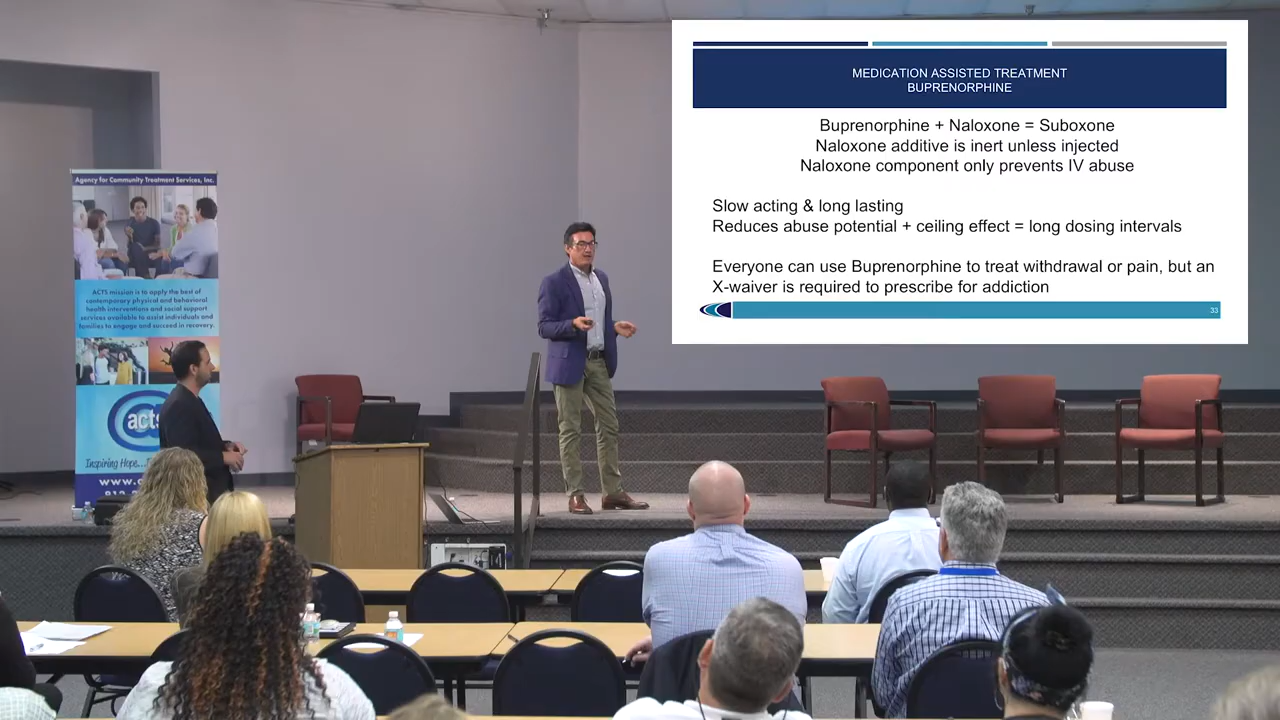 MEDICATION ASSISTED TREATMENT
BUPRENORPHINE
Buprenorphine + Naloxone = Suboxone
Naloxone additive is inert unless injected
Naloxone component only prevents IV abuse
Slow acting & long lasting
Reduces abuse potential + ceiling effect = long dosing intervals
Everyone can use Buprenorphine to treat withdrawal or pain, but an
X-waiver is required to prescribe for addiction
33
Agency for Community Treatment Services, Inc.
ACTS mission is to apply the best of
contemporary physical and behavioral
health interventions and social support
services available to assist individuals and
families to engage and succeed in recovery.
acts
Inspiring Hope...
www.